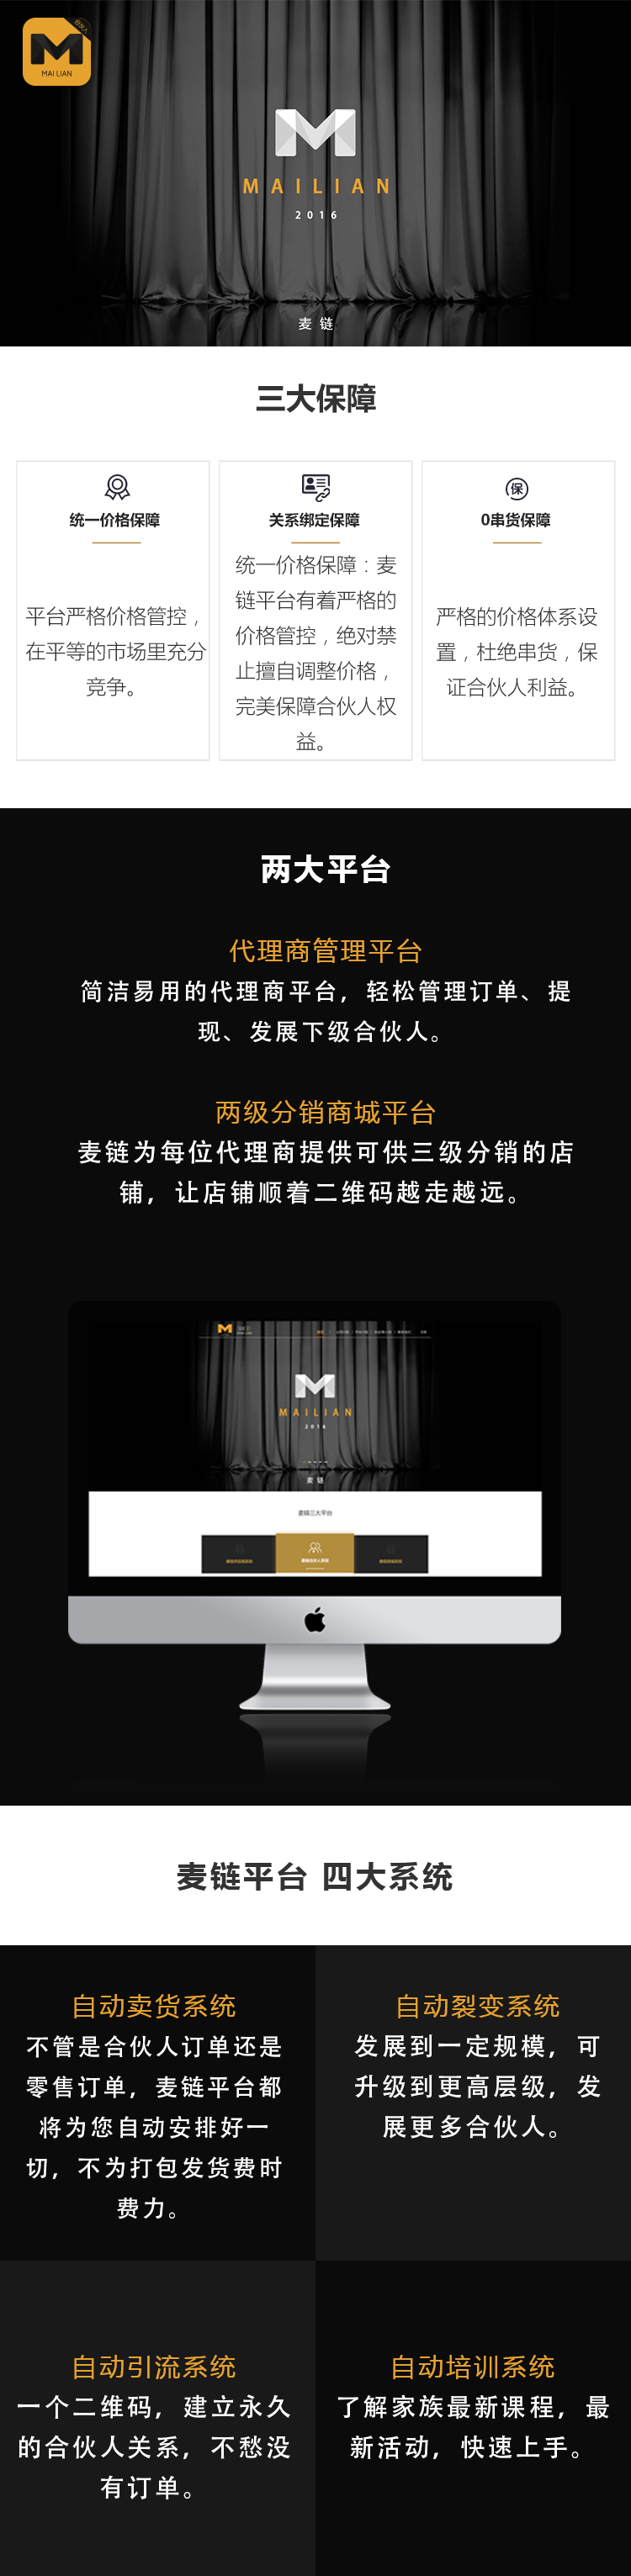 合伙人
MAI LIAN
MAILIAN
2016
麦链
三大保障
统一价格保障
平台严格价格管控，
在平等的市场里充分
竞争。
关系绑定保障
统一价格保障：麦
链平台有着严格的
价格管控，绝对禁
止擅自调整价格，
完美保障合伙人权
益。
保
0串货保障
严格的价格体系设
置，杜绝串货，保
证合伙人利益。
两大平台
代理商管理平台
简洁易用的代理商平台，轻松管理订单、提
现、发展下级合伙人。
两级分销商城平台
麦链为每位代理商提供可供三级分销的店
铺，让店铺顺着二维码越走越远。
MAILIAN
2016
麦链
麦链三大平台
麦链平台 四大系统
自动卖货系统
不管是合伙人订单还是
零售订单，麦链平台都
将为您自动安排好一
切，不为打包发货费时
费力。
自动裂变系统
发展到一定规模，可
升级到更高层级，发
展更多合伙人。
自动引流系统
一个二维码，建立永久
的合伙人关系，不愁没
有订单。
自动培训系统
了解家族最新课程，最
新活动，快速上手。